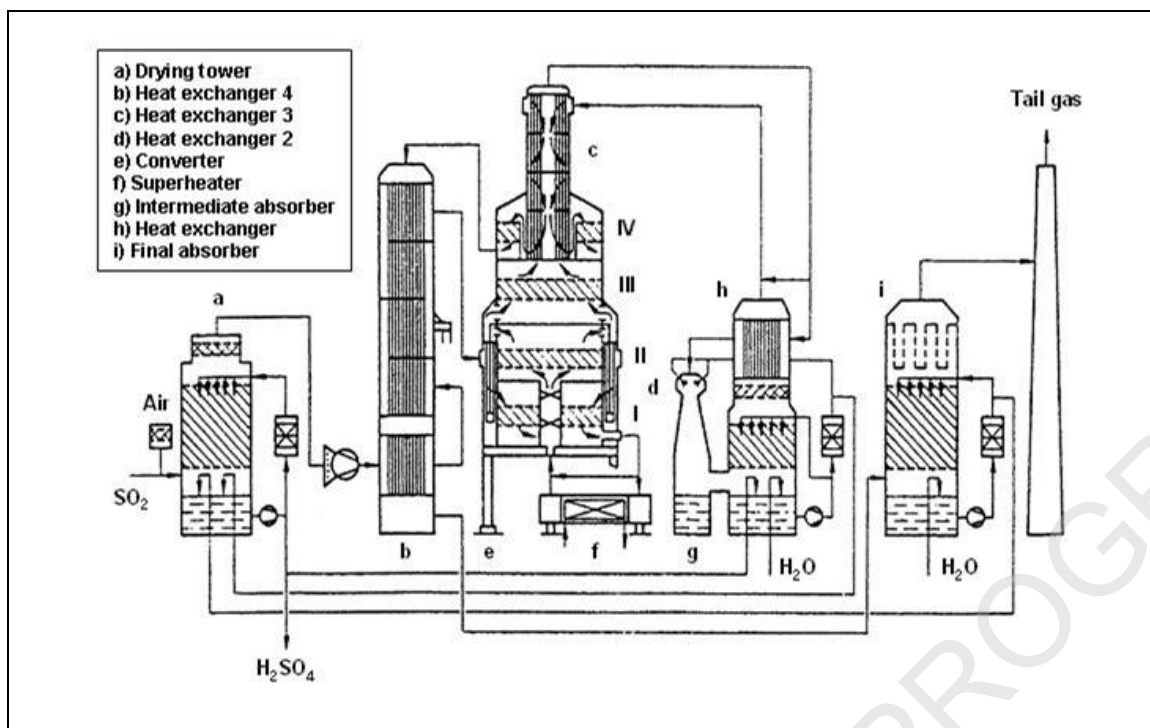 a) Drying tower
b) Heat exchanger 4
c) Heat exchanger 3
d) Heat exchanger 2
e) Converter
f) Superheater
g) Intermediate absorber
h) Heat exchanger
i) Final absorber
Tail gas
c
IV
III
h
i
a
II
d
Air
I
SO2
b
e
f
g
H2O
H2O
H2SO4
PROGR